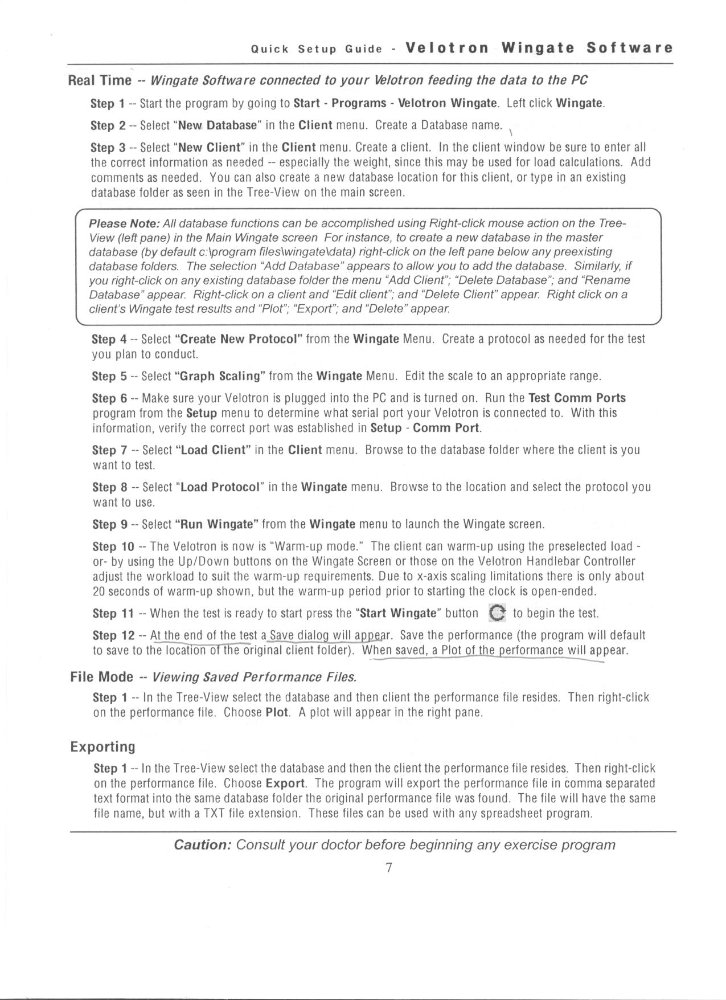 Quick Setup Guide - Velotron Wingate Software
Real Time -- Wingate Software connected to your Velotron feeding the data to the PC
Step 1 -- Start the program by going to Start - Programs - Velotron Wingate. Left click Wingate.
Step 2 -- Select "New Database" in the Client menu. Create a Database name.
Step 3 -- Select "New Client" in the Client menu. Create a client. In the client window be sure to enter all
the correct information as needed -- especially the weight, since this may be used for load calculations. Add
comments as needed. You can also create a new database location for this client, or type in an existing
database folder as seen in the Tree-View on the main screen.
Please Note: All database functions can be accomplished using Right-click mouse action on the Tree-
View (left pane) in the Main Wingate screen For instance, to create a new database in the master
database (by default c:\program files\wingate\data) right-click on the left pane below any preexisting
database folders. The selection "Add Database" appears to allow you to add the database. Similarly, if
you right-click on any existing database folder the menu "Add Client"; "Delete Database"; and "Rename
Database" appear. Right-click on a client and "Edit client"; and "Delete Client" appear. Right click on a
client's Wingate test results and "Plot"; "Export"; and "Delete" appear.
Step 4 -- Select "Create New Protocol" from the Wingate Menu. Create a protocol as needed for the test
you plan to conduct.
Step 5 -- Select "Graph Scaling" from the Wingate Menu. Edit the scale to an appropriate range.
Step 6 -- Make sure your Velotron is plugged into the PC and is turned on. Run the Test Comm Ports
program from the Setup menu to determine what serial port your Velotron is connected to. With this
information, verify the correct port was established in Setup - Comm Port.
Step 7 -- Select "Load Client" in the Client menu. Browse to the database folder where the client is you
want to test.
Step 8 -- Select "Load Protocol" in the Wingate menu. Browse to the location and select the protocol you
want to use.
Step 9 -- Select "Run Wingate" from the Wingate menu to launch the Wingate screen.
Step 10 -- The Velotron is now is "Warm-up mode." The client can warm-up using the preselected load -
or- by using the Up/Down buttons on the Wingate Screen or those on the Velotron Handlebar Controller
adjust the workload to suit the warm-up requirements. Due to x-axis scaling limitations there is only about
20 seconds of warm-up shown, but the warm-up period prior to starting the clock is open-ended.
Step 11 -- When the test is ready to start press the "Start Wingate" button to begin the test.
Step 12 -- At the end of the test a Save dialog will appear. Save the performance (the program will default
to save to the location of the original client folder). When saved, a Plot of the performance will appear.
File Mode -- Viewing Saved Performance Files.
Step 1 -- In the Tree-View select the database and then client the performance file resides. Then right-click
on the performance file. Choose Plot. A plot will appear in the right pane.
Exporting
Step 1 -- In the Tree-View select the database and then the client the performance file resides. Then right-click
on the performance file. Choose Export. The program will export the performance file in comma separated
text format into the same database folder the original performance file was found. The file will have the same
file name, but with a TXT file extension. These files can be used with any spreadsheet program.
Caution: Consult your doctor before beginning any exercise program
7